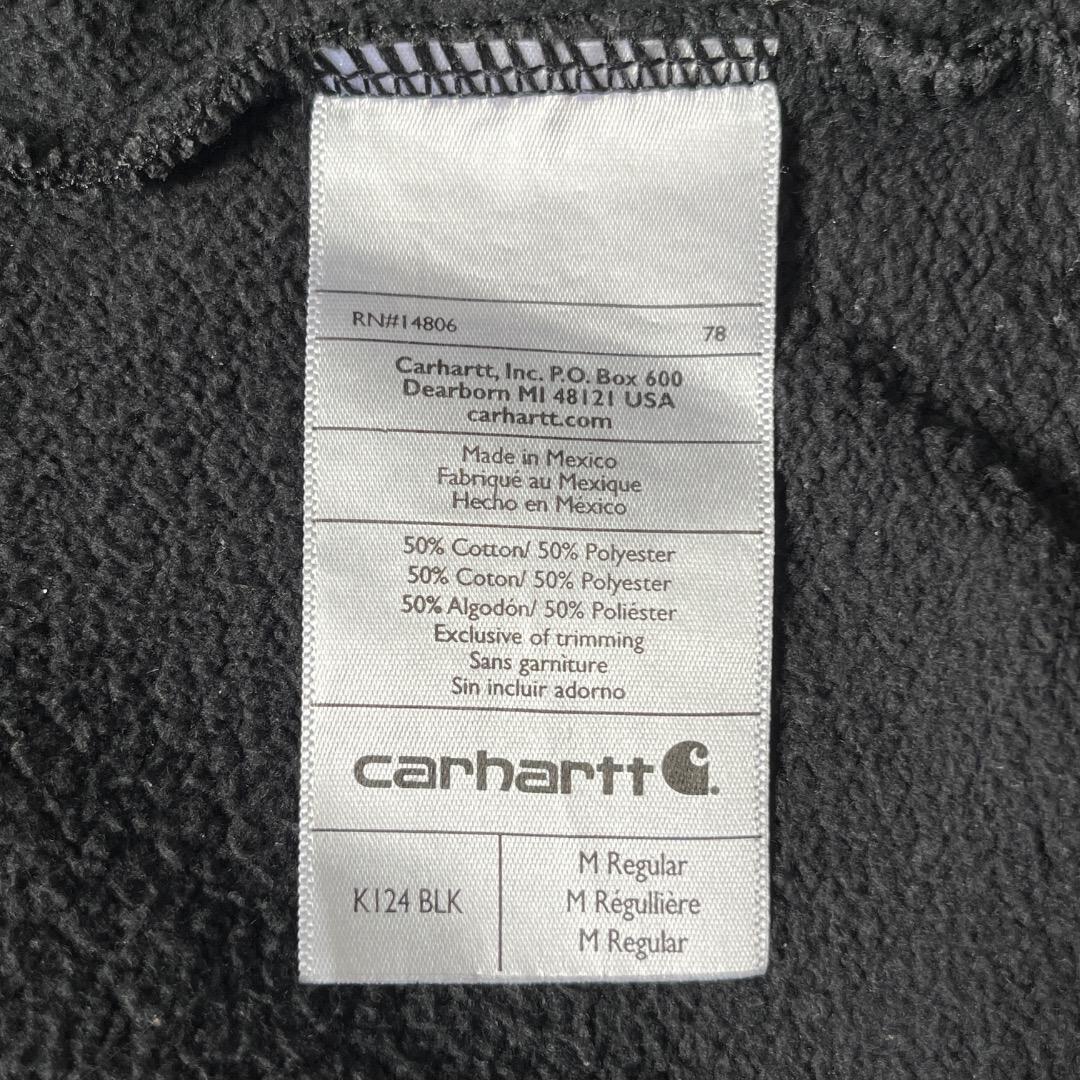 RN#14806 78
Carhartt, Inc. P.O. Box 600
Dearborn MI 48121 USA
carhartt.com
Made in Mexico
Fabriqué au Mexique
Hecho en México
50% Cotton/ 50% Polyester
50% Coton/ 50% Polyester
50% Algodón/ 50% Poliéster
Exclusive of trimming
Sans garniture
Sin incluir adorno
carhartt
K124 BLK
M Regular
M Régullière
M Regular